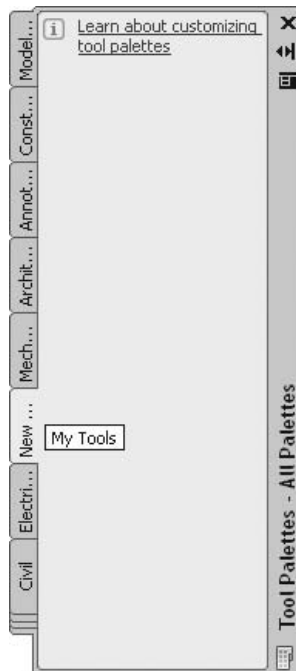 Learn about customizing
tool palettes
Model...
Const...
Annot...
Archit...
Mech...
New ...
My Tools
Electri...
Civil
Tool Palettes - All Palettes